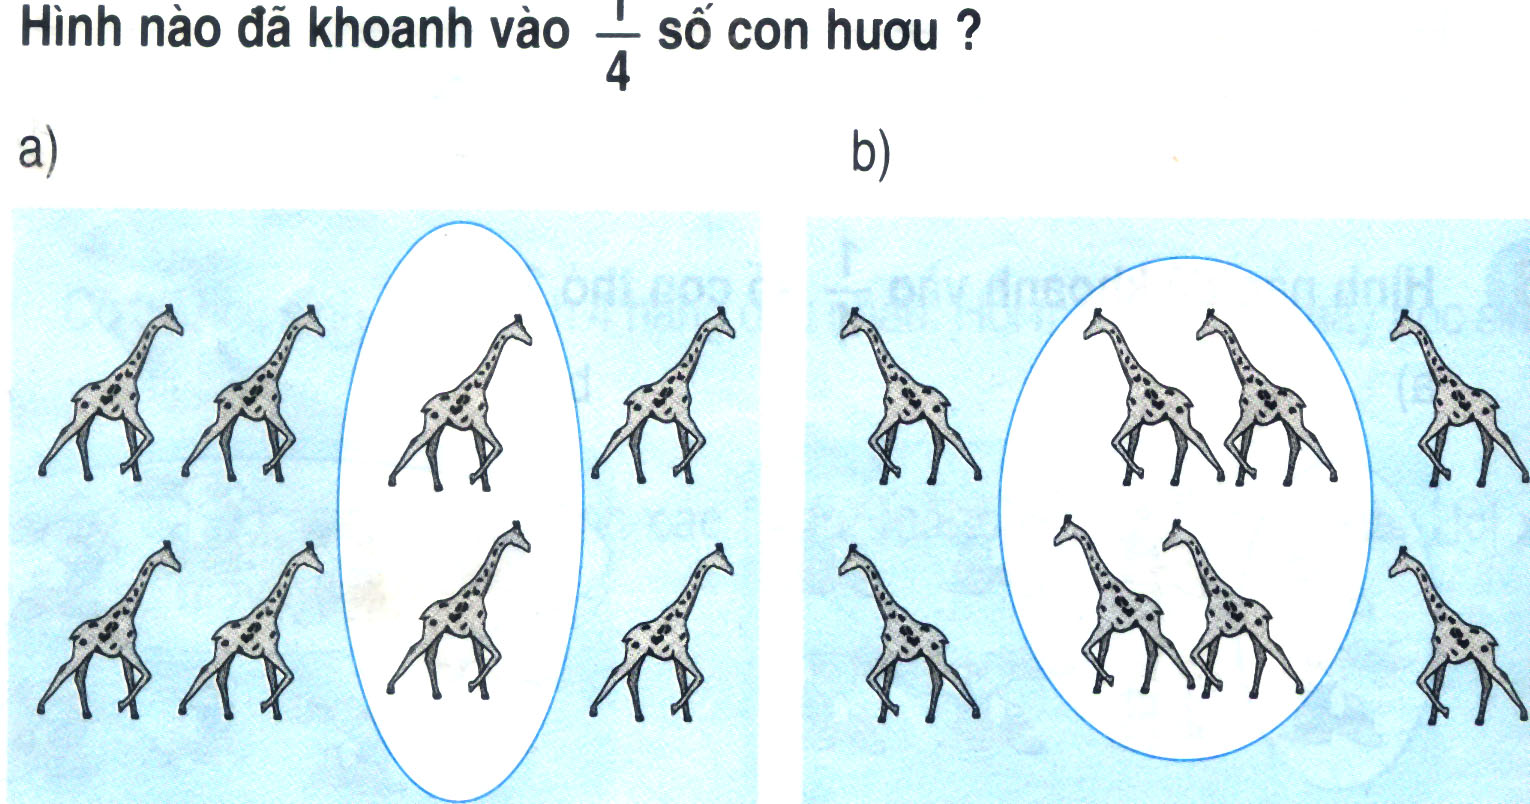 Hình nào đã khoanh vào 1/4 số con hươu ?
a)
b)